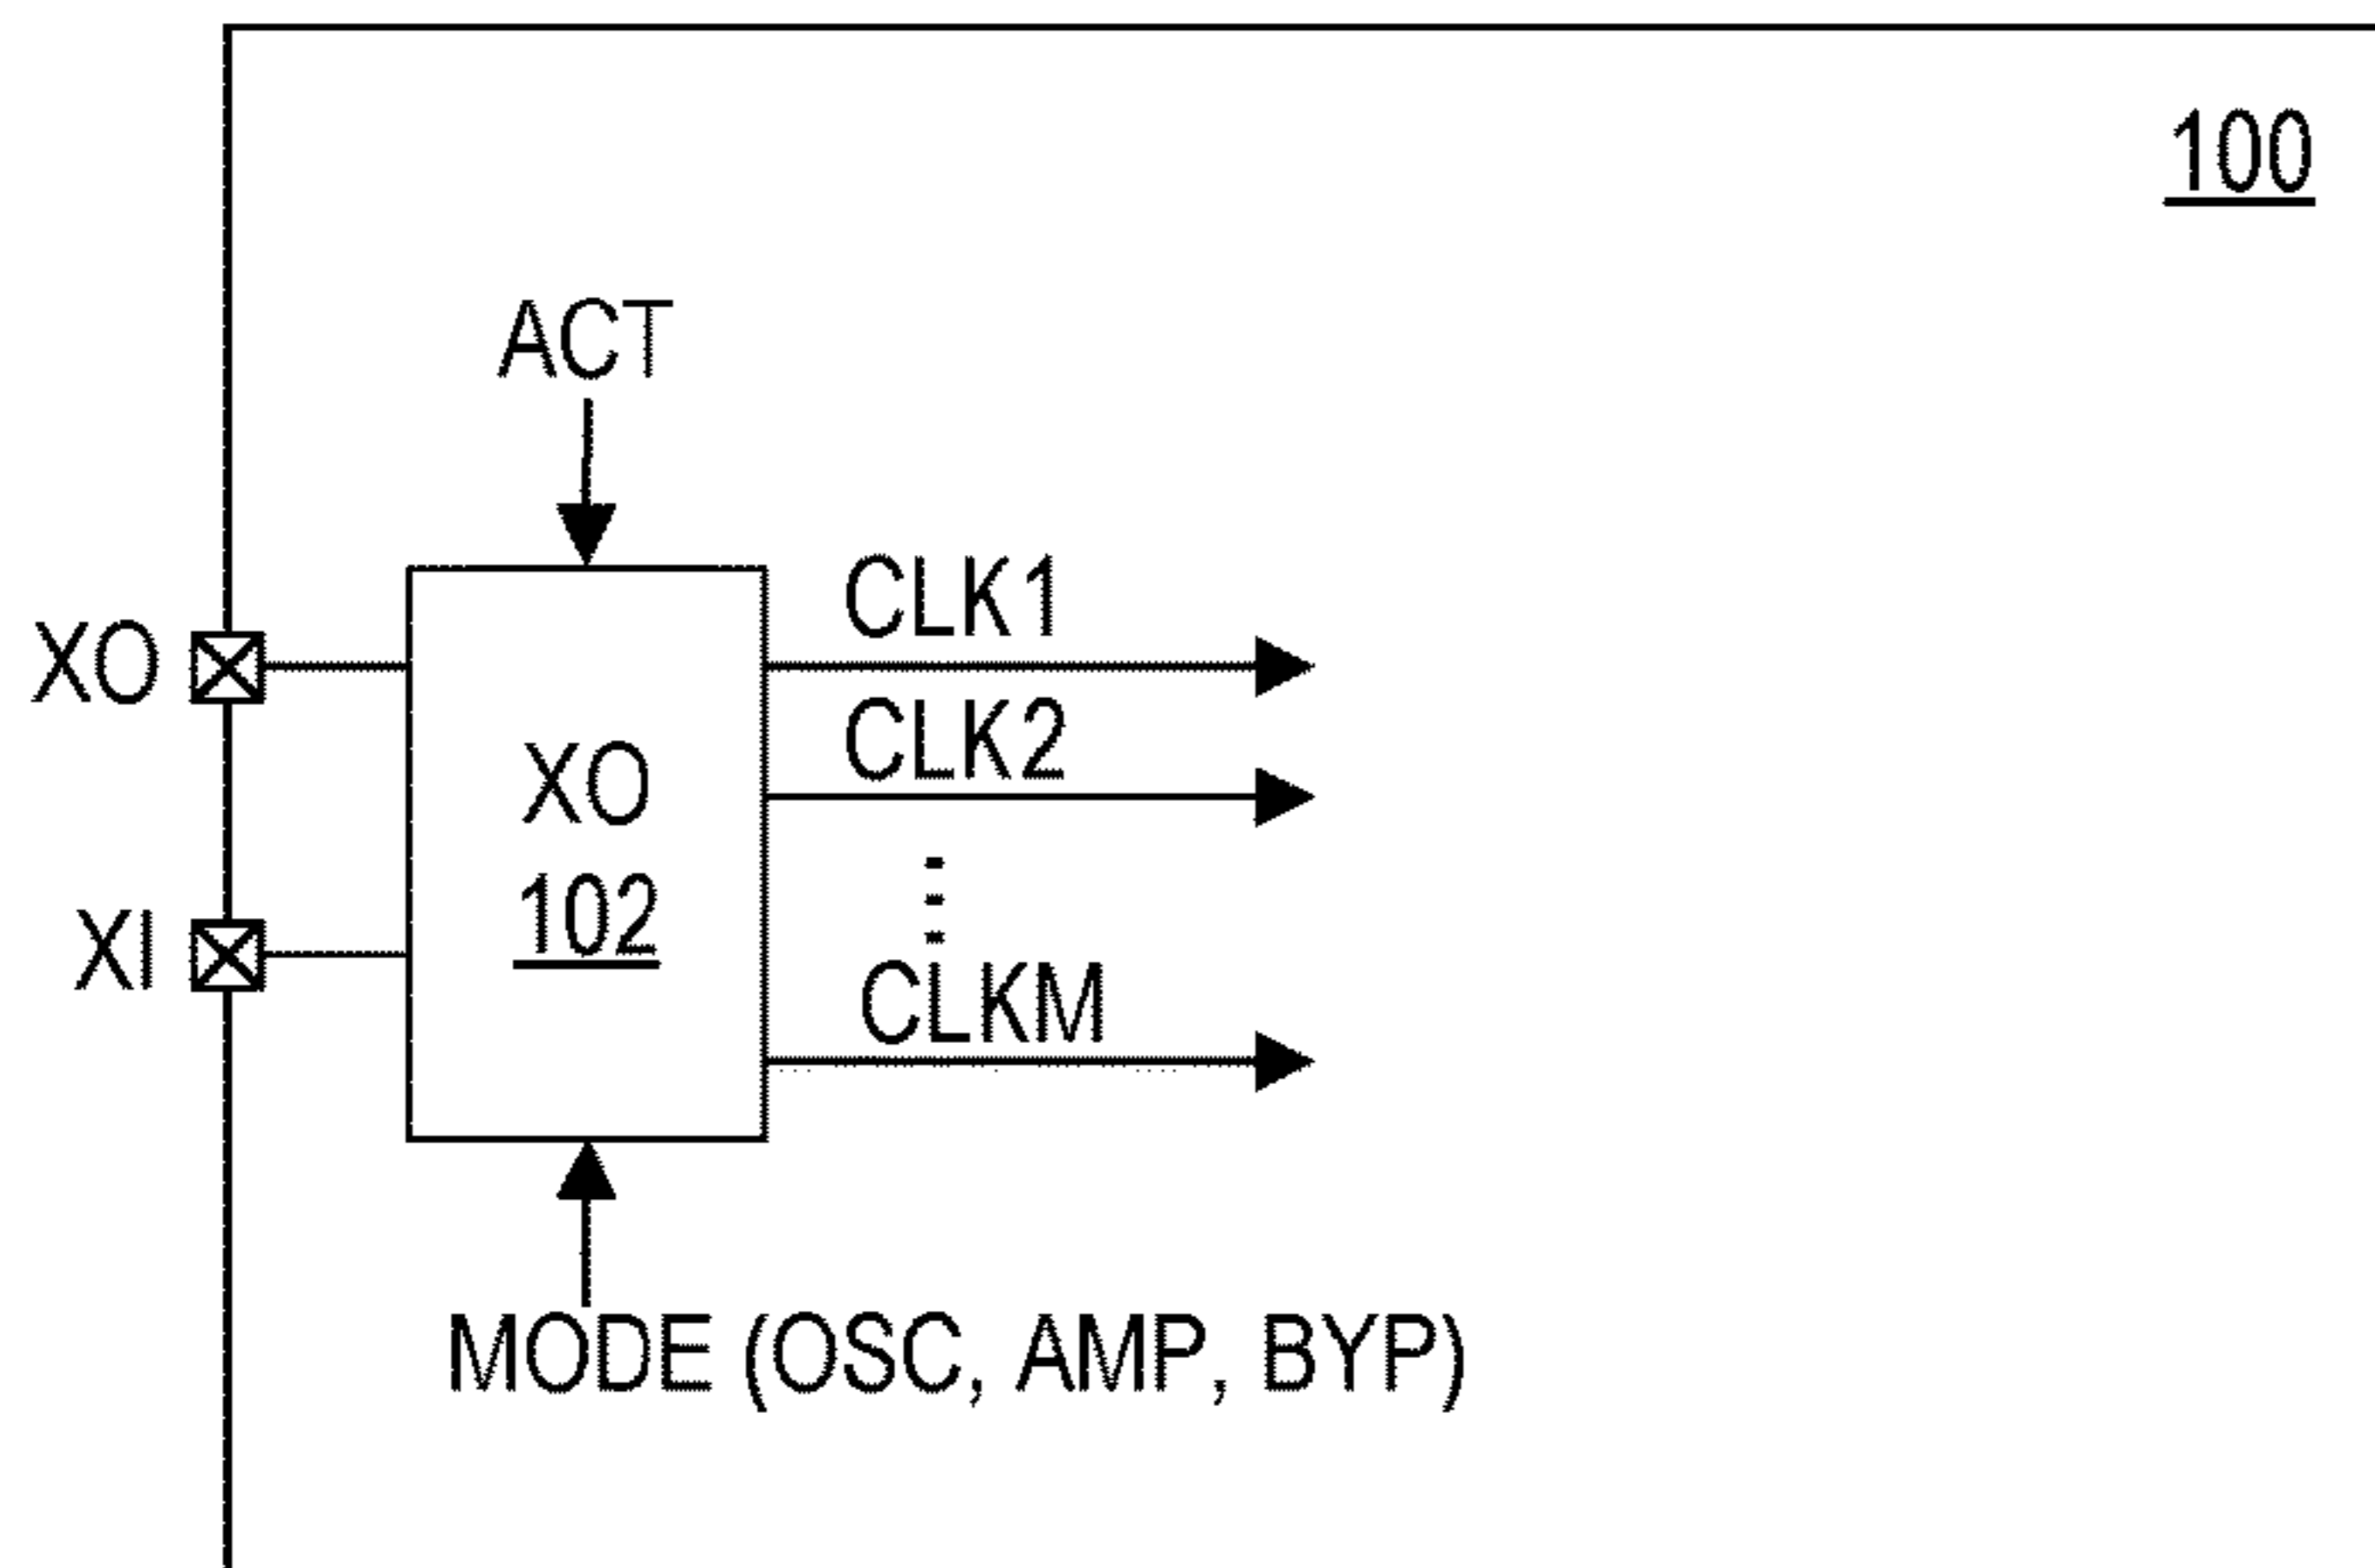 100
ACT
CLK1
XO
CLK2
XO
102
XI
CLKM
MODE (OSC, AMP, BYP)